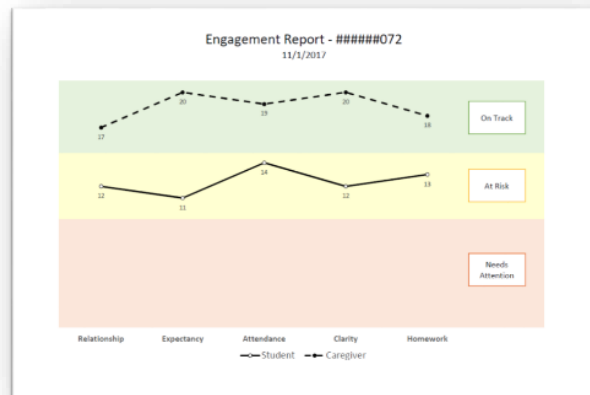 Engagement Report - ######072
11/1/2017
17
20
19
20
18
On Track
12
11
14
12
13
At Risk
Needs
Attention
Relationship
Expectancy
Attendance
Clarity
Homework
Student
Caregiver